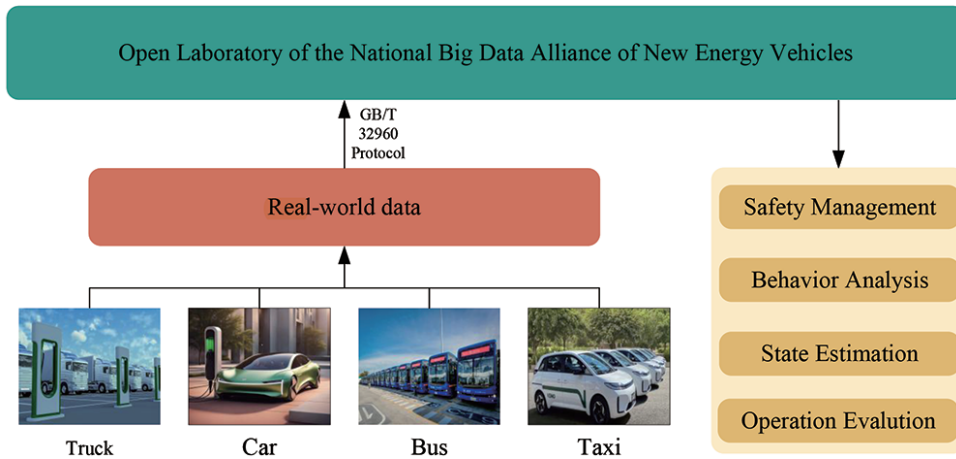 Open Laboratory of the National Big Data Alliance of New Energy Vehicles
GB/T
32960
Protocol
Real-world data
Safety Management
Behavior Analysis
State Estimation
Operation Evalution
Truck
Car
Bus
Taxi